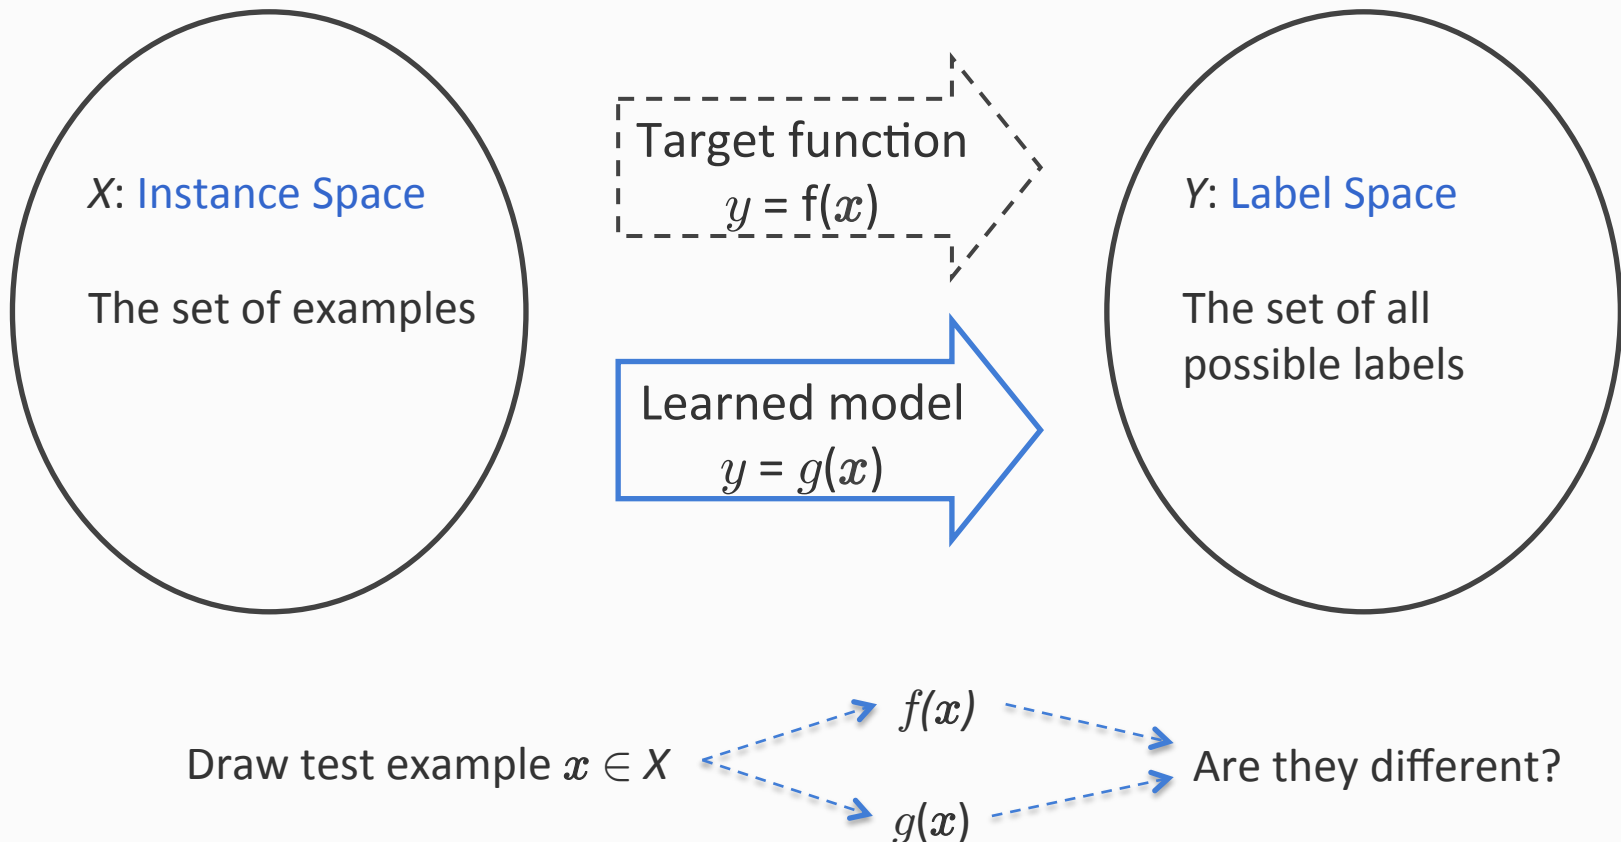 X: Instance Space
The set of examples
Target function
y = f(x)
Learned model
y = g(x)
Y: Label Space
The set of all
possible labels
Draw test example x ∈ X
f(x)
g(x)
Are they different?